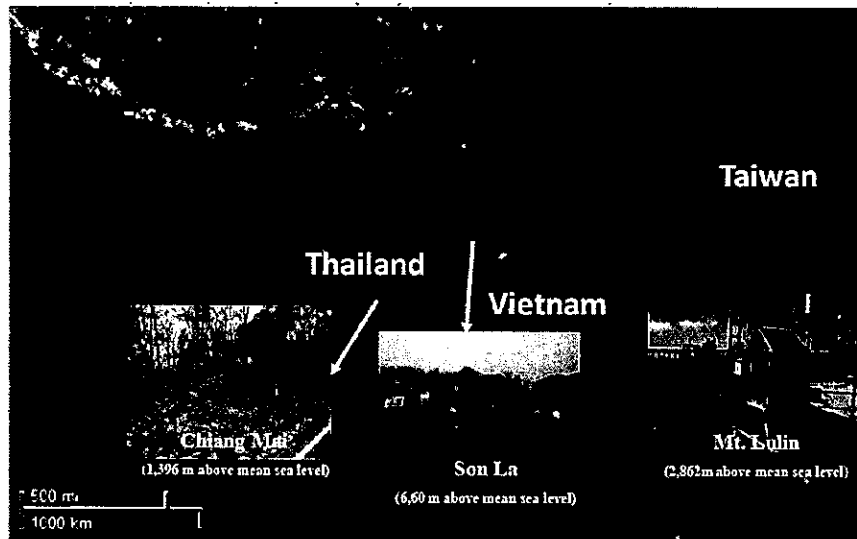 Taiwan
Thailand
Vietnam
Chiang Mai
(1,396 m above mean sea level)
Son La
(6,60 m above mean sea level)
Mt. Lulin
(2,862m above mean sea level)
500 mi
1000 km